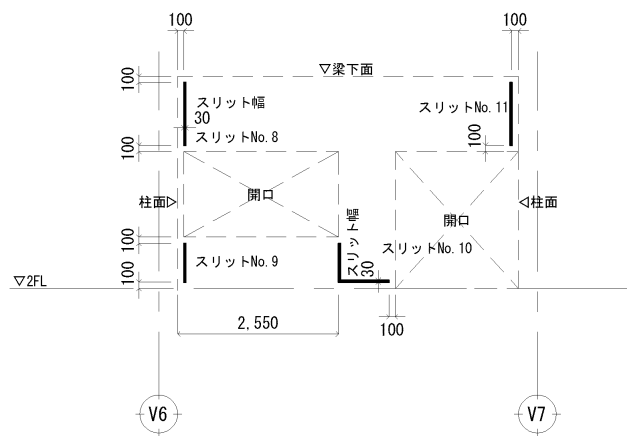 100
100
▽梁下面
100
スリット幅
30
スリットNo.11
スリットNo.8
100
100
柱面▷
開口
開口
◁柱面
スリット幅
30
スリットNo.10
100
スリットNo.9
100
▽2FL
2,550
100
V6
V7